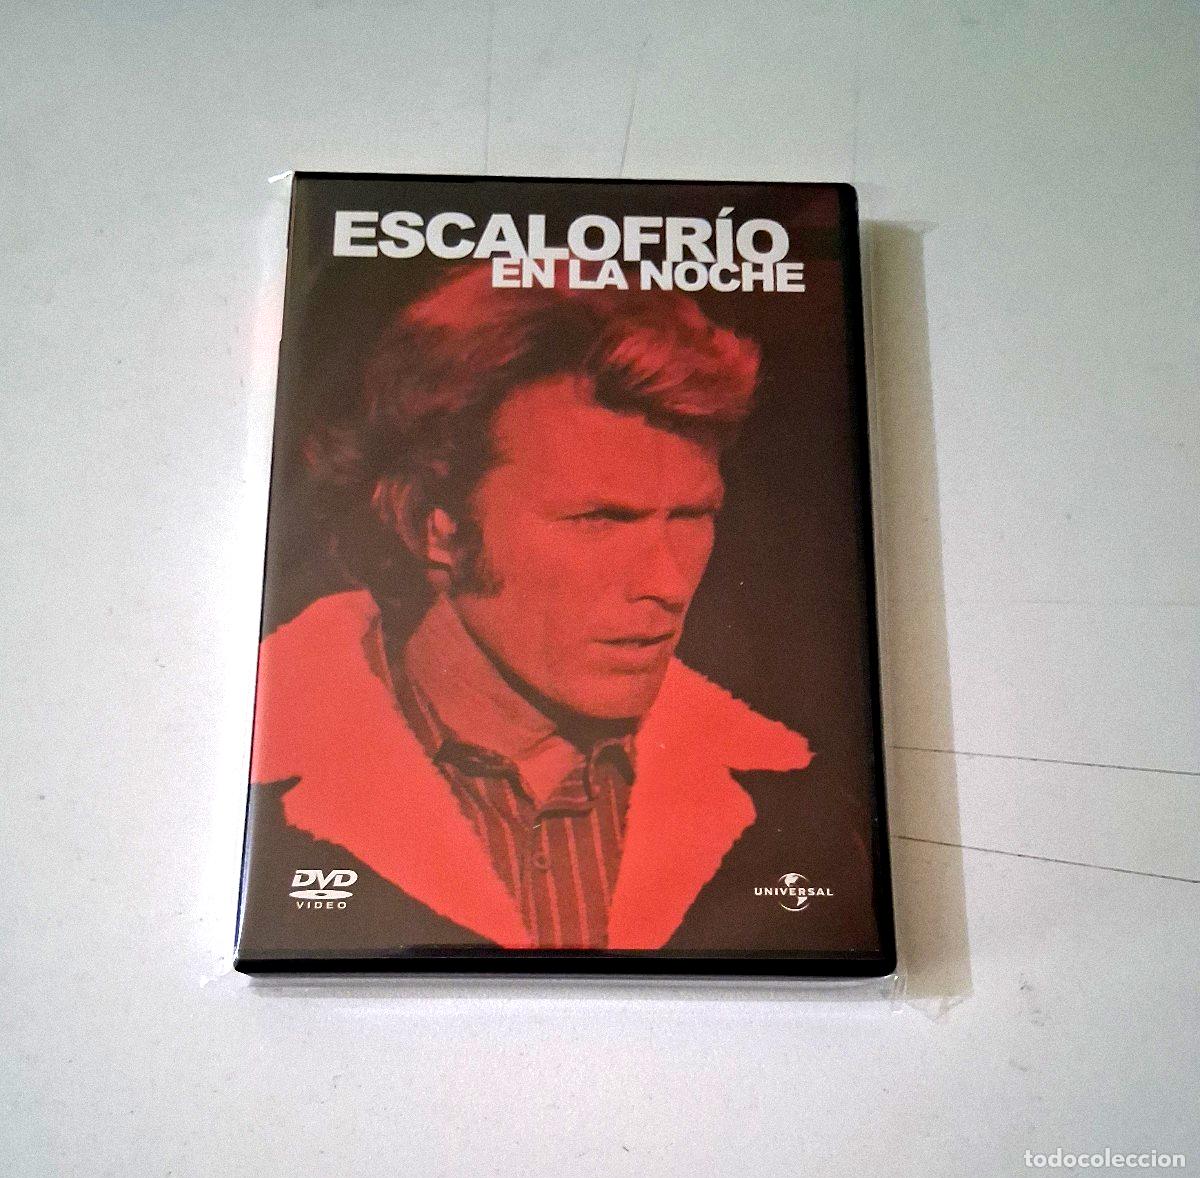 ESCALOFRÍO
EN LA NOCHE
DVD
VIDEO
UNIVERSAL
todocoleccion